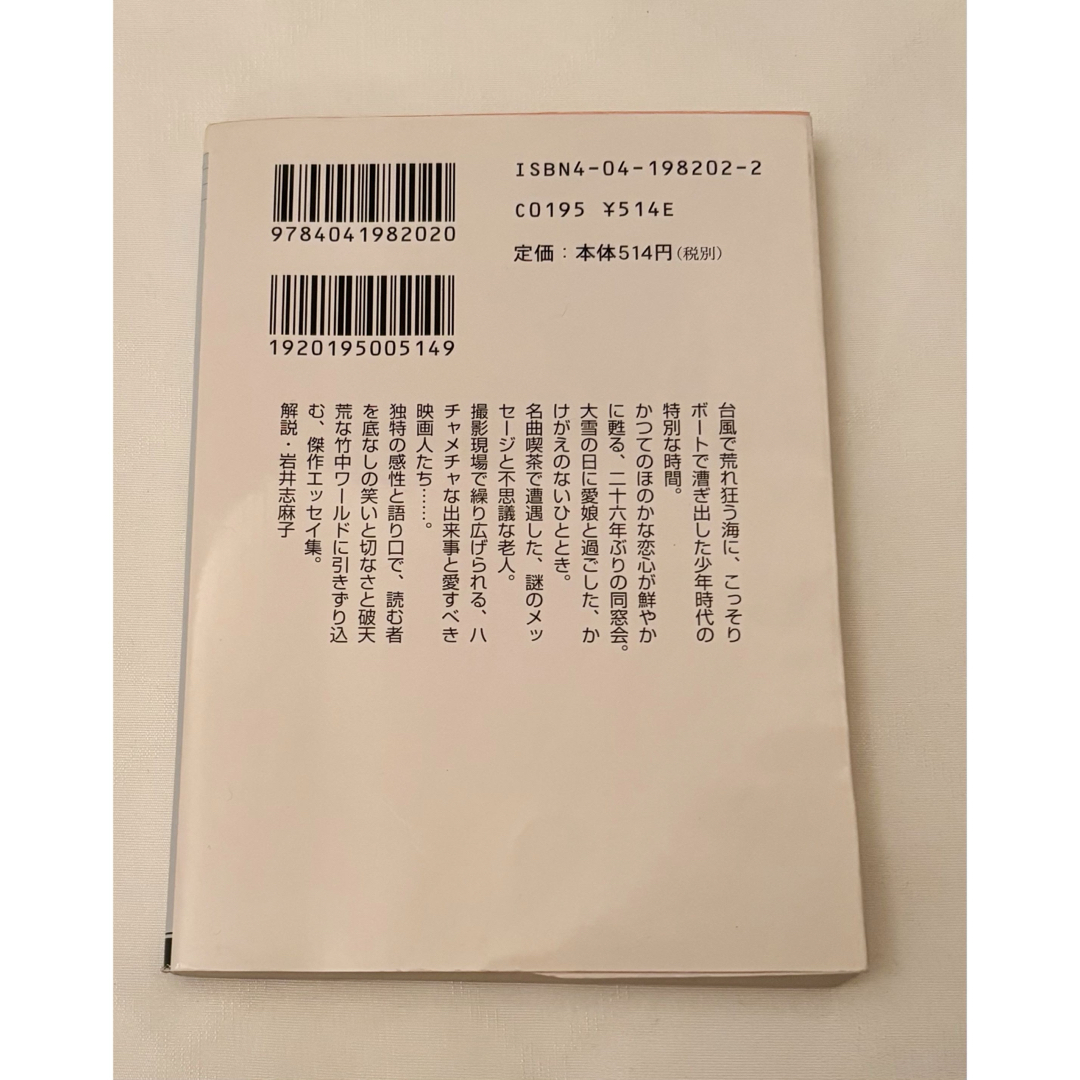 ISBN4-04-198202-2
C0195 ¥514E
定価:本体514円(税別)
9784041982020
1920195005149
台風で荒れ狂う海に、こっそり
ボートで漕ぎ出した少年時代の
特別な時間。
かつてのほのかな恋心が鮮やか
に甦る、二十六年ぶりの同窓会。
大雪の日に愛娘と過ごした、か
けがえのないひととき。
名曲喫茶で遭遇した、謎のメッ
セージと不思議な老人。
撮影現場で繰り広げられる、ハ
チャメチャな出来事と愛すべき
映画人たち……。
独特の感性と語り口で、読む者
を底なしの笑いと切なさと破天
荒な竹中ワールドに引きずり込
む、傑作エッセイ集。
解説・岩井志麻子